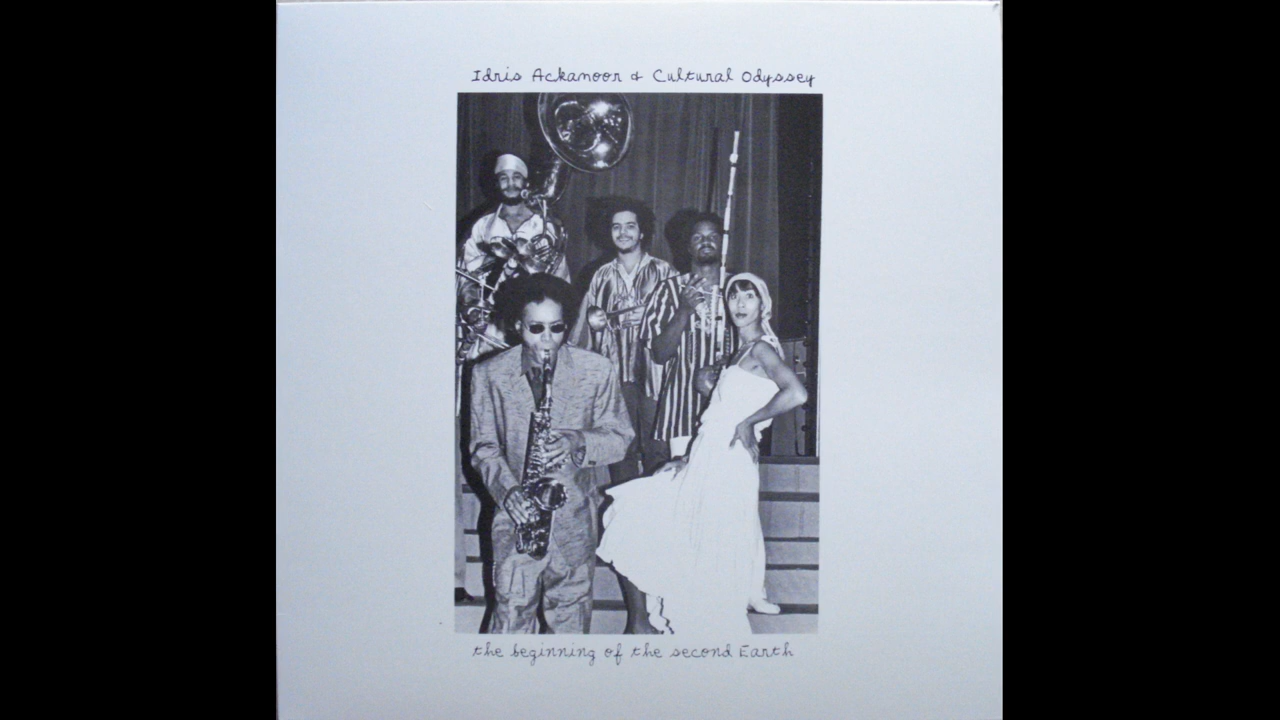 Idris Ackamoor & Cultural Odyssey
the beginning of the second Earth